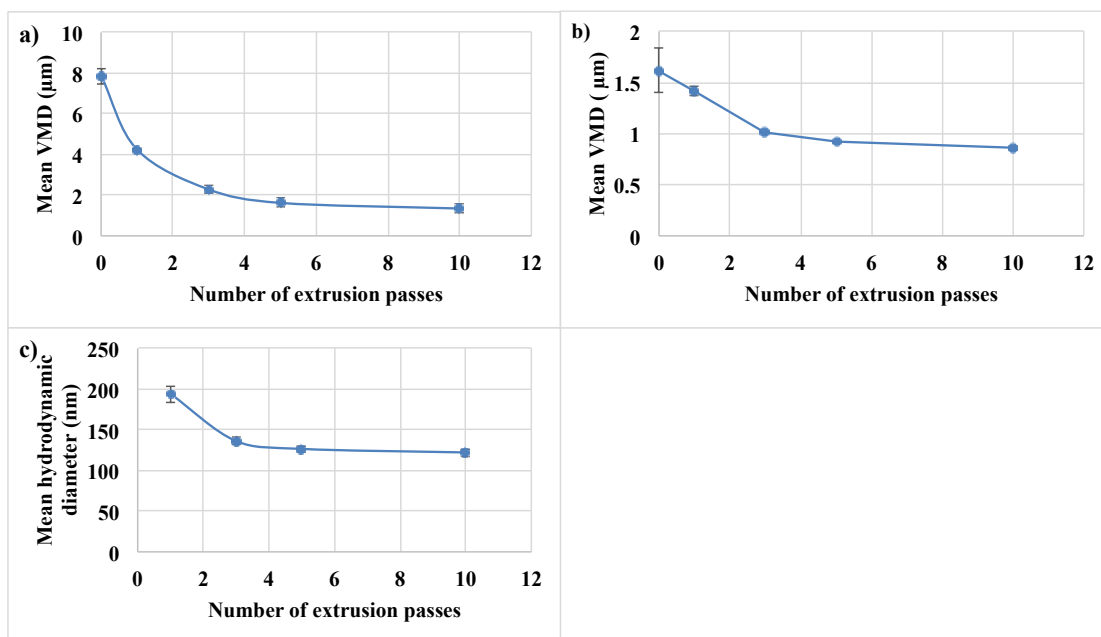 a)
10
8
6
4
2
0
Mean VMD (μm)
0 2 4 6 8 10 12
Number of extrusion passes
b)
2
1.5
1
0.5
0
Mean VMD ( μm)
0 2 4 6 8 10 12
Number of extrusion passes
c)
250
200
150
100
50
0
Mean hydrodynamic
diameter (nm)
0 2 4 6 8 10 12
Number of extrusion passes